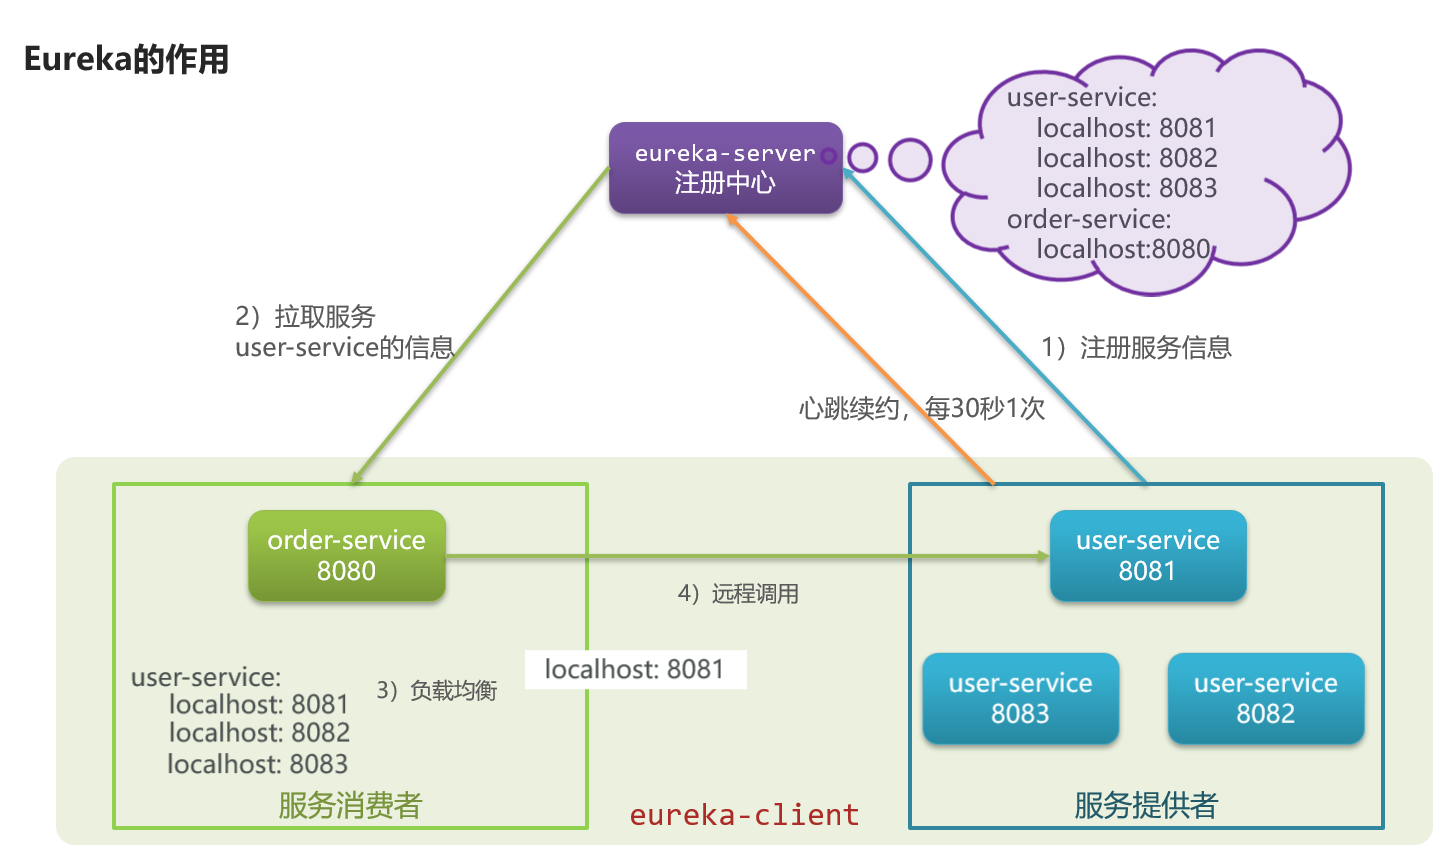 Eureka的作用
eureka-server
注册中心
user-service:
localhost: 8081
localhost: 8082
localhost: 8083
order-service:
localhost:8080
2）拉取服务
user-service的信息
1）注册服务信息
心跳续约，每30秒1次
order-service
8080
user-service
8081
4）远程调用
user-service:
localhost: 8081
localhost: 8082
localhost: 8083
3）负载均衡
localhost: 8081
user-service
8083
user-service
8082
服务消费者
eureka-client
服务提供者